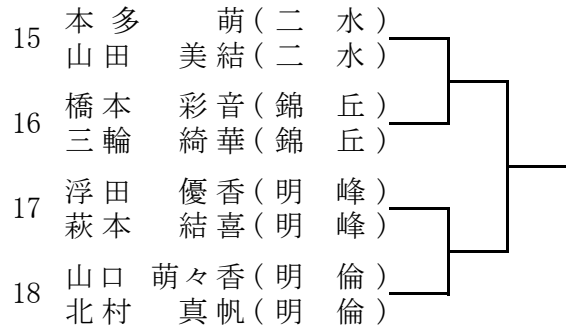 15 本多 萌(二 水)
山田 美結(二 水)
16 橋本 彩音(錦 丘)
三輪 綺華(錦 丘)
17 浮田 優香(明 峰)
萩本 結喜(明 峰)
18 山口 萌々香(明 倫)
北村 真帆(明 倫)